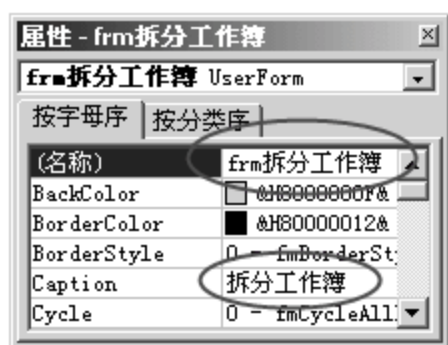 属性 - frm拆分工作簿
frm拆分工作簿 UserForm
按字母序 按分类序
(名称) frm拆分工作簿
BackColor &H8000000F&
BorderColor &H80000012&
BorderStyle 0 - fmBorderSt
Caption 拆分工作簿
Cycle 0 - fmCycleAll